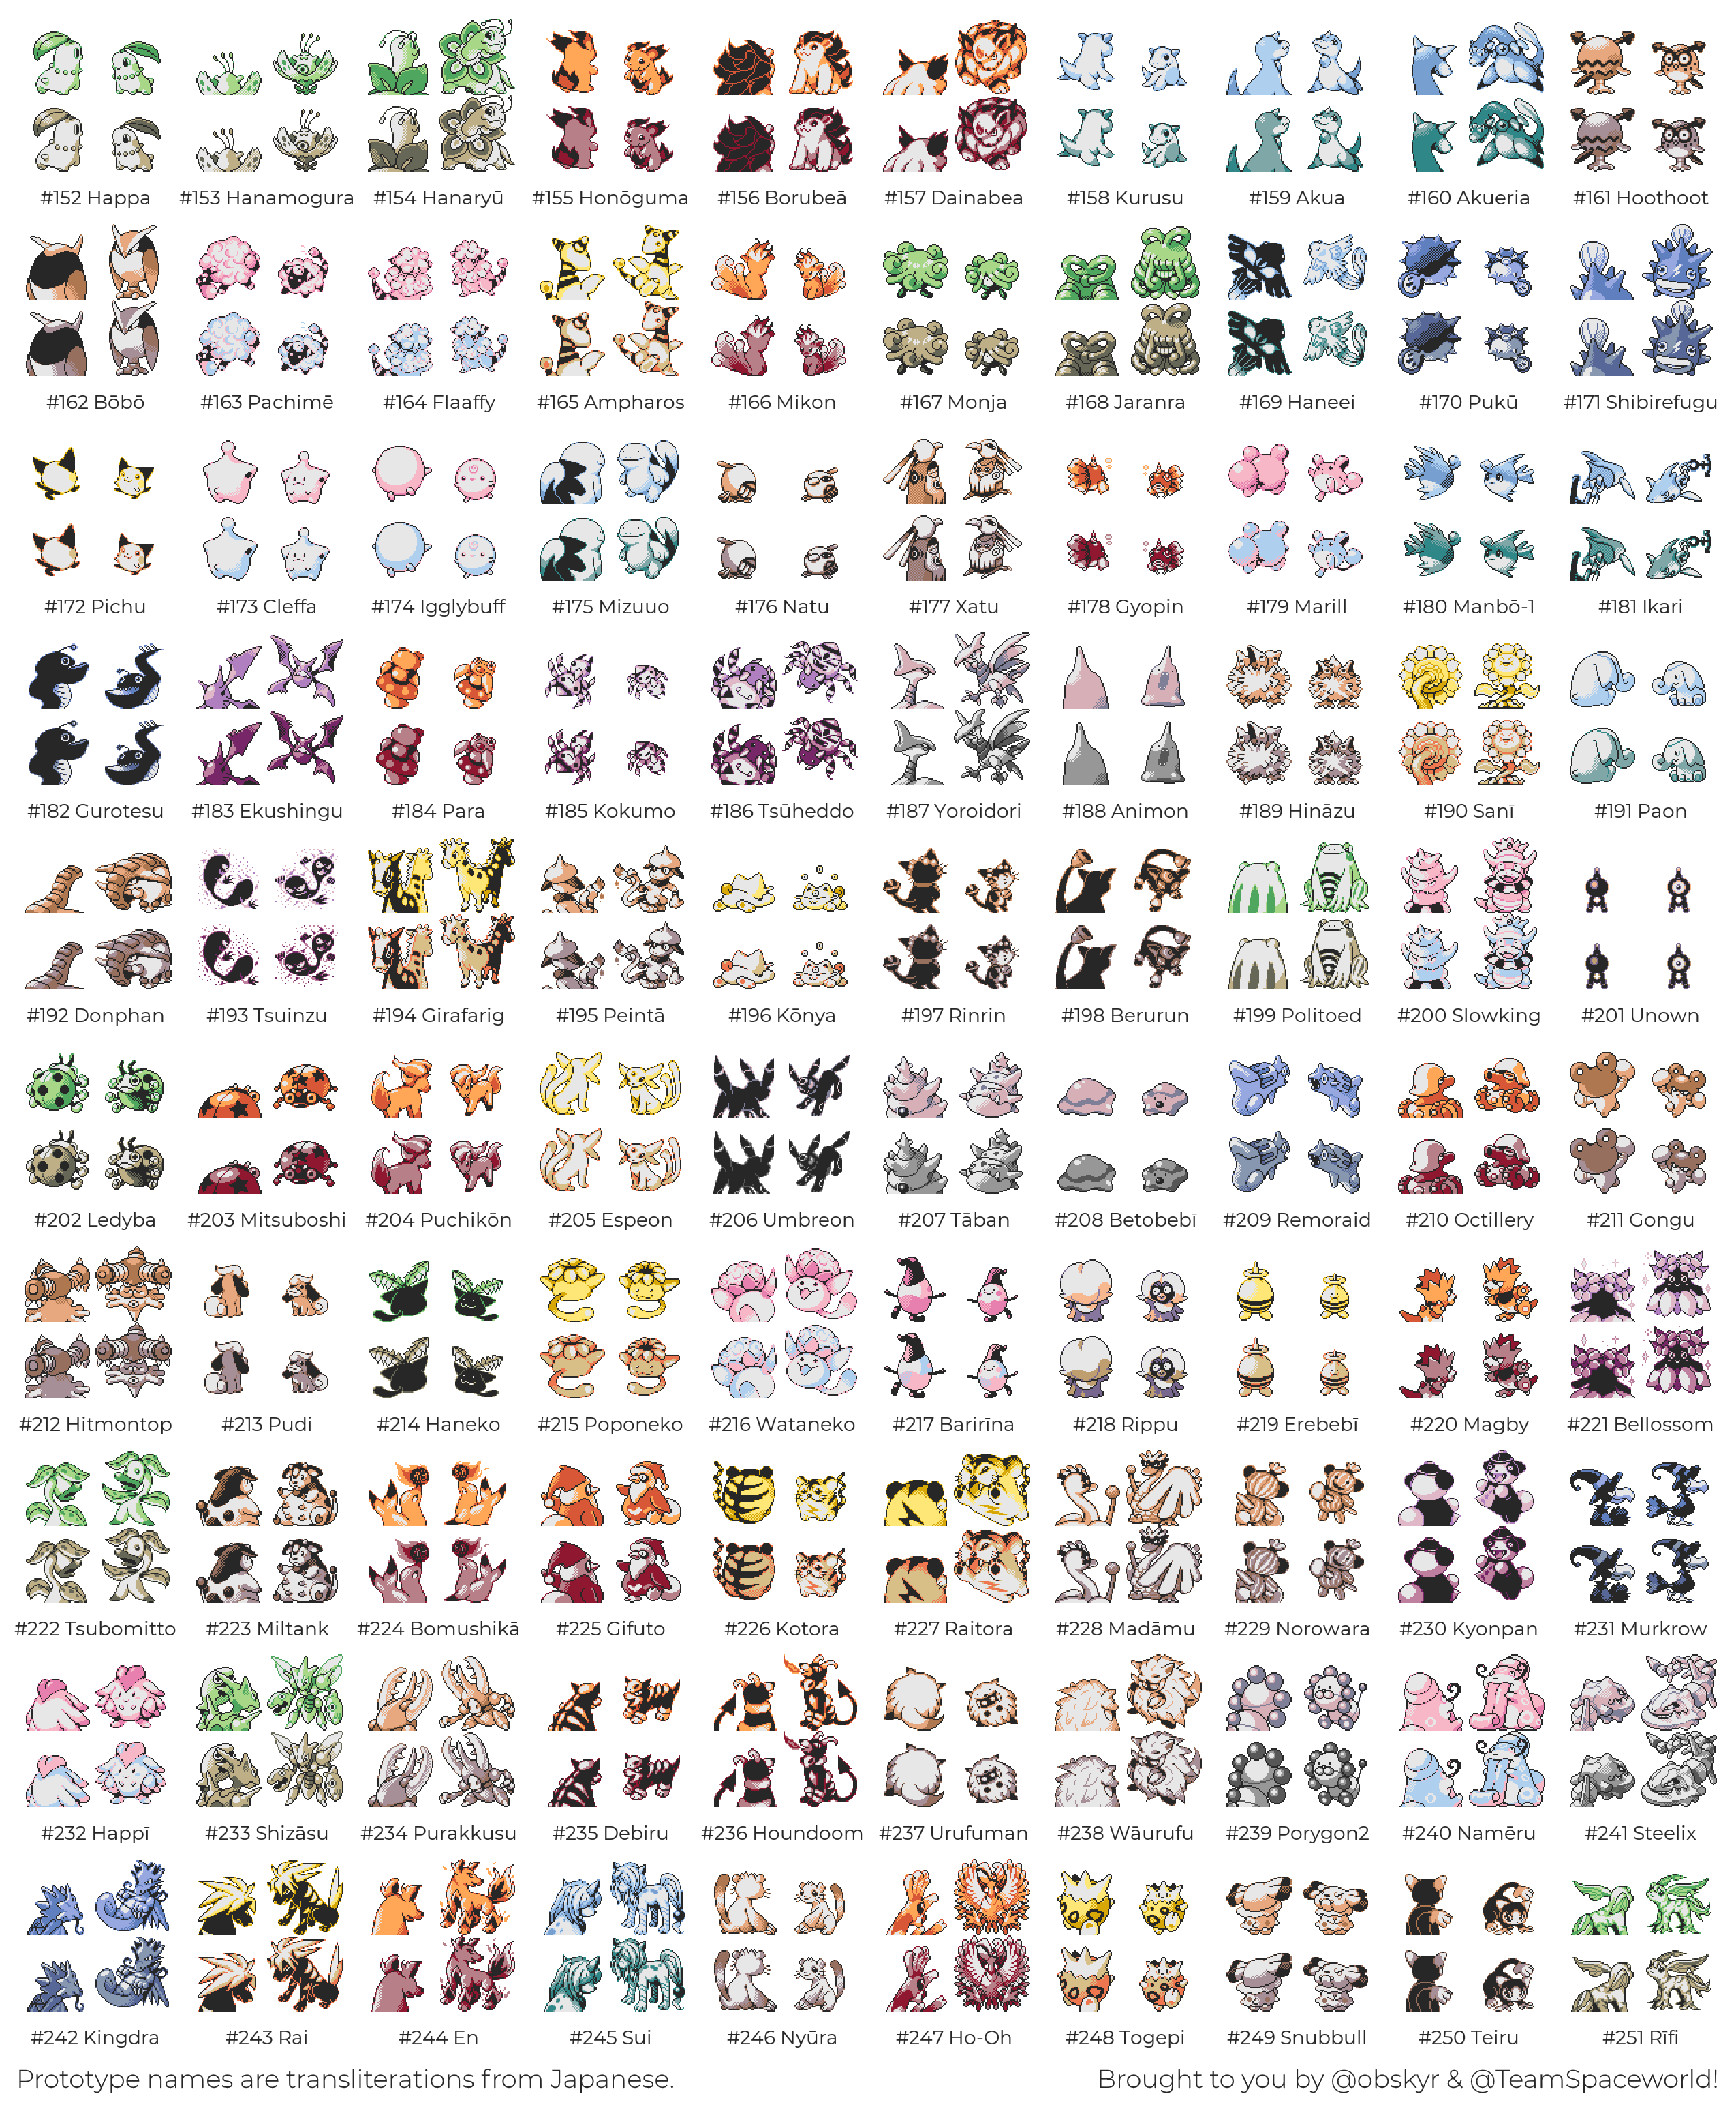 #152 Happa #153 Hanamogura #154 Hanaryū #155 Honōguma #156 Borubeā #157 Dainabea #158 Kurusu #159 Akua #160 Akueria #161 Hoothoot
#162 Bōbō #163 Pachimē #164 Flaaffy #165 Ampharos #166 Mikon #167 Monja #168 Jaranra #169 Haneei #170 Pukū #171 Shibirefugu
#172 Pichu #173 Cleffa #174 Igglybuff #175 Mizuuo #176 Natu #177 Xatu #178 Gyopin #179 Marill #180 Manbō-1 #181 Ikari
#182 Gurotesu #183 Ekushingu #184 Para #185 Kokumo #186 Tsūheddo #187 Yoroidori #188 Animon #189 Hināzu #190 Sanī #191 Paon
#192 Donphan #193 Tsuinzu #194 Girafarig #195 Peintā #196 Kōnya #197 Rinrin #198 Berurun #199 Politoed #200 Slowking #201 Unown
#202 Ledyba #203 Mitsuboshi #204 Puchikōn #205 Espeon #206 Umbreon #207 Tāban #208 Betobebī #209 Remoraid #210 Octillery #211 Gongu
#212 Hitmontop #213 Pudi #214 Haneko #215 Poponeko #216 Wataneko #217 Barirīna #218 Rippu #219 Erebebī #220 Magby #221 Bellossom
#222 Tsubomitto #223 Miltank #224 Bomushikā #225 Gifuto #226 Kotora #227 Raitora #228 Madāmu #229 Norowara #230 Kyonpan #231 Murkrow
#232 Happī #233 Shizāsu #234 Purakkusu #235 Debiru #236 Houndoom #237 Urufuman #238 Wāurufu #239 Porygon2 #240 Namēru #241 Steelix
#242 Kingdra #243 Rai #244 En #245 Sui #246 Nyūra #247 Ho-Oh #248 Togepi #249 Snubbull #250 Teiru #251 Rīfi
Prototype names are transliterations from Japanese. Brought to you by @obskyr & @TeamSpaceworld!